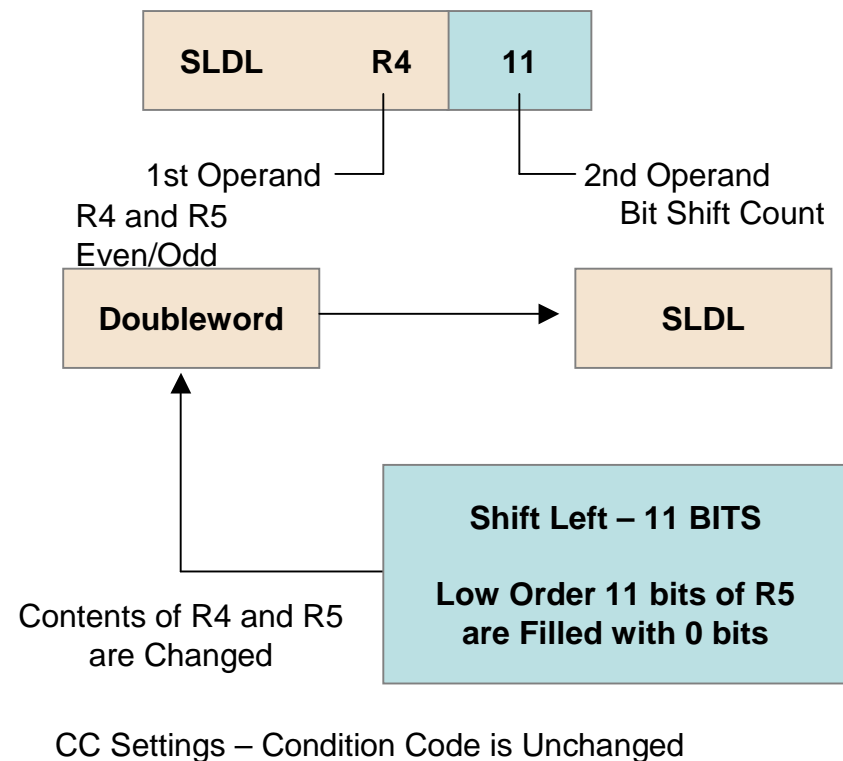 SLDL R4 11
1st Operand
2nd Operand
R4 and R5
Bit Shift Count
Even/Odd
Doubleword
SLDL
Shift Left – 11 BITS
Low Order 11 bits of R5
are Filled with 0 bits
Contents of R4 and R5
are Changed
CC Settings – Condition Code is Unchanged